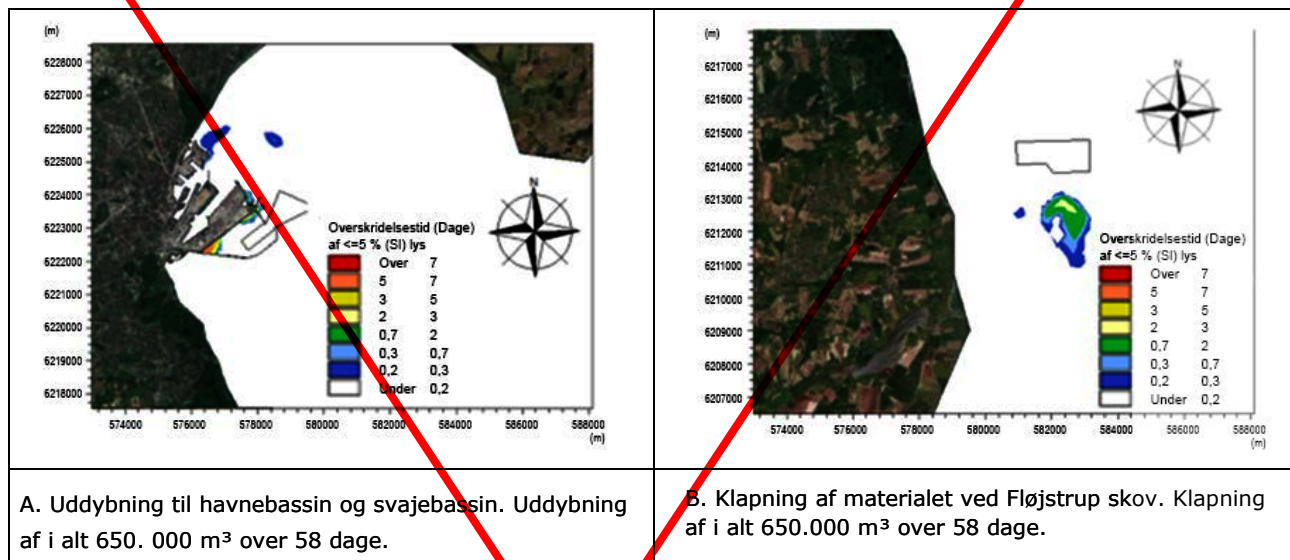 (m)
6228000
6227000
6226000
6225000
6224000
6223000
6222000
6221000
6220000
6219000
6218000
574000 576000 578000 580000 582000 584000 586000 588000
(m)
N
Overskridelsestid (Dage)
af <=5 % (SI) lys
Over 7
5 7
3 5
2 3
0,7 2
0,3 0,7
0,2 0,3
Under 0,2
(m)
6217000
6216000
6215000
6214000
6213000
6212000
6211000
6210000
6209000
6208000
6207000
574000 576000 578000 580000 582000 584000 586000 588000
(m)
N
Overskridelsestid (Dage)
af <=5 % (SI) lys
Over 7
5 7
3 5
2 3
0,7 2
0,3 0,7
0,2 0,3
Under 0,2
A. Uddybning til havnebassin og svajebassin. Uddybning
af i alt 650. 000 m³ over 58 dage.
B. Klapning af materialet ved Fløjstrup skov. Klapning
af i alt 650.000 m³ over 58 dage.